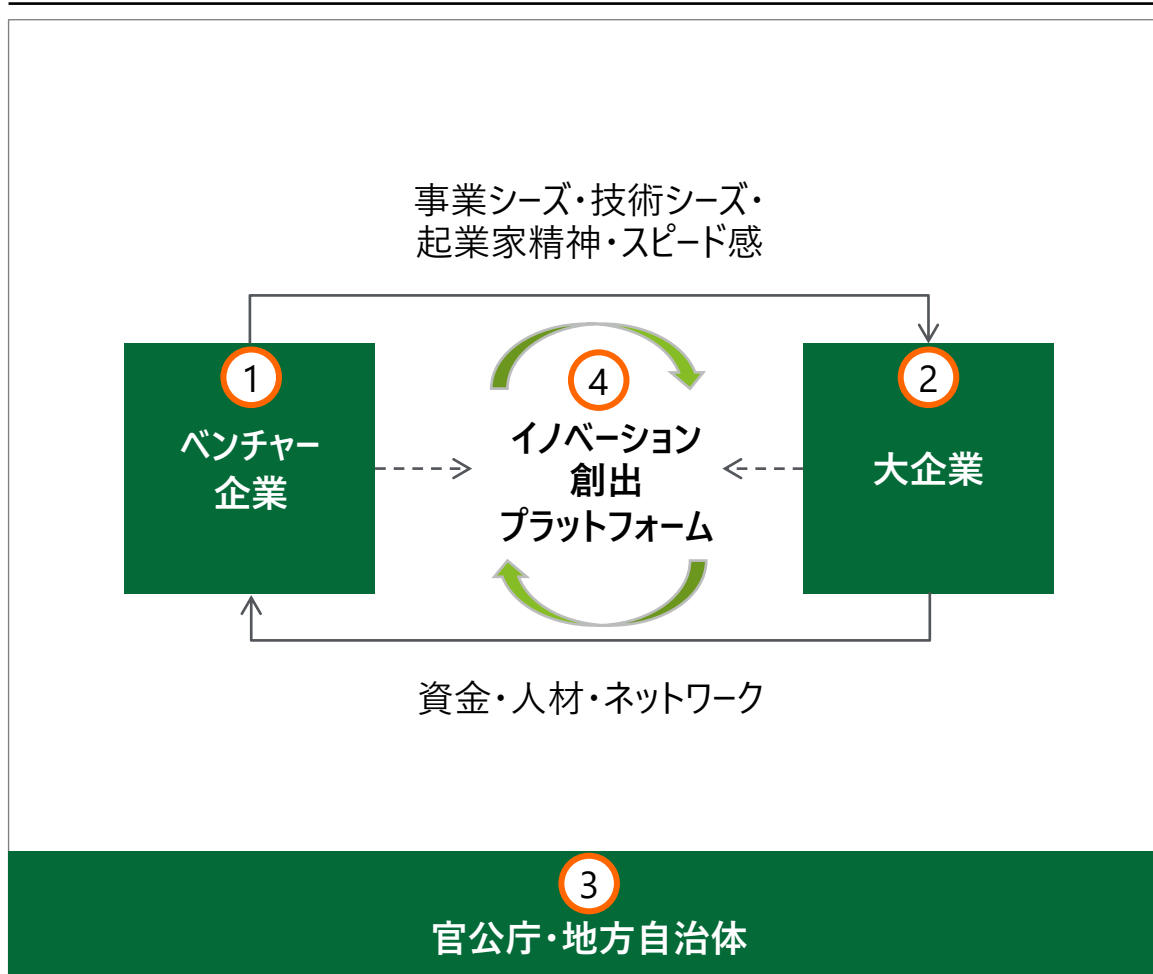 事業シーズ・技術シーズ・
起業家精神・スピード感
1
ベンチャー
企業
4
イノベーション
創出
プラットフォーム
2
大企業
資金・人材・ネットワーク
3
官公庁・地方自治体